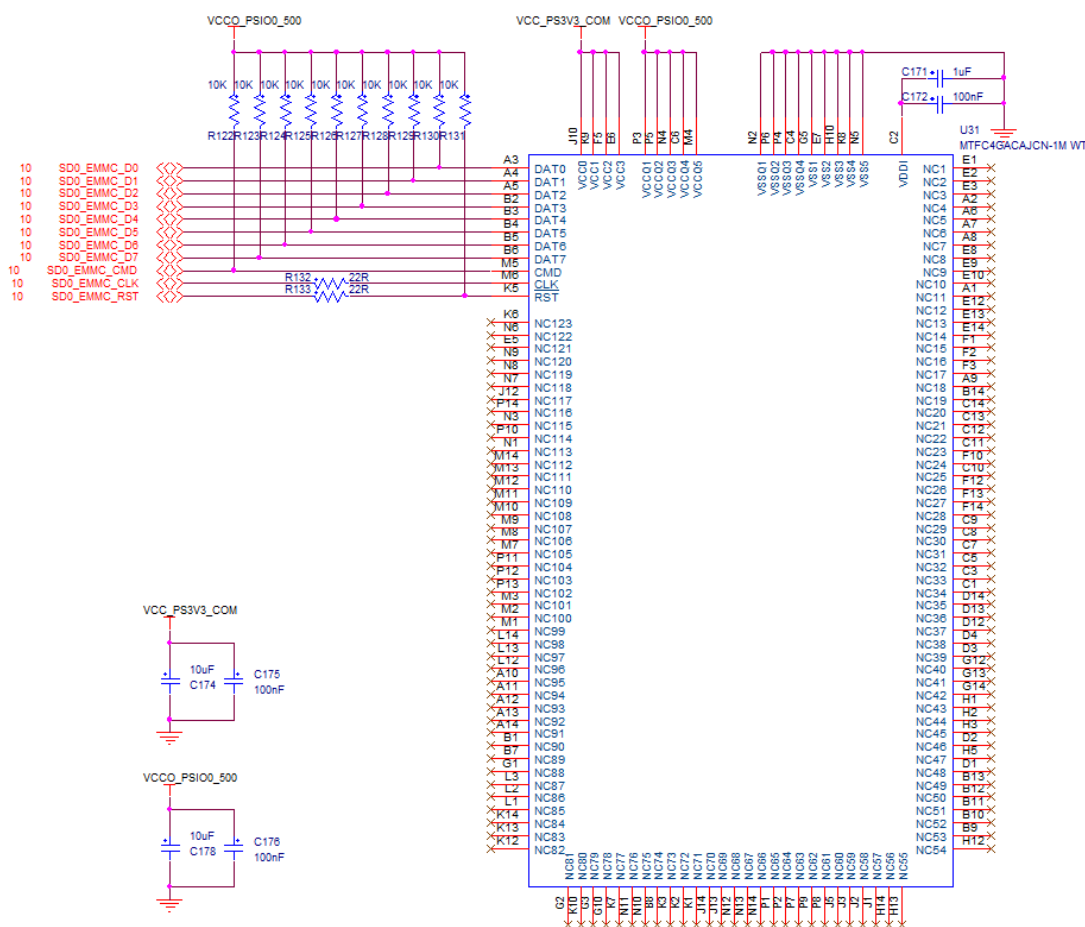 VCCO_PSIO0_500
VCC_PS3V3_COM
VCCO_PSIO0_500
10K 10K 10K 10K 10K 10K 10K 10K 10K
R122 R123 R124 R125 R126 R127 R128 R129 R130 R131
C171 1uF
C172 100nF
U31
MTFC4GACAJCN-1M WT
J10 K9 F5 E6
VCC0 VCC1 VCC2 VCC3
P3 P5 N4 C6 M4
VCCO1 VCCO2 VCCO3 VCCO4 VCCO5
N2 P6 P4 C4 G5 E7 H10 K8 N5
VSSQ1 VSSQ2 VSSQ3 VSSQ4 VSS1 VSS2 VSS3 VSS4 VSS5
C2
VDDI
10 SD0_EMMC_D0 A3 DAT0
10 SD0_EMMC_D1 A4 DAT1
10 SD0_EMMC_D2 A5 DAT2
10 SD0_EMMC_D3 B2 DAT3
10 SD0_EMMC_D4 B3 DAT4
10 SD0_EMMC_D5 B4 DAT5
10 SD0_EMMC_D6 B5 DAT6
10 SD0_EMMC_D7 B6 DAT7
10 SD0_EMMC_CMD M5 CMD
10 SD0_EMMC_CLK R132 22R M6 CLK
10 SD0_EMMC_RST R133 22R K5 RST
K6 NC123
N6 NC122
E5 NC121
N9 NC120
N8 NC119
N7 NC118
J12 NC117
P14 NC116
N3 NC115
P10 NC114
N1 NC113
M14 NC112
M13 NC111
M12 NC110
M11 NC109
M10 NC108
M9 NC107
M8 NC106
M7 NC105
P11 NC104
P12 NC103
P13 NC102
M3 NC101
M2 NC100
M1 NC99
L14 NC98
L13 NC97
L12 NC96
A10 NC95
A11 NC94
A12 NC93
A13 NC92
A14 NC91
B1 NC90
B7 NC89
G1 NC88
L3 NC87
L2 NC86
L1 NC85
K14 NC84
K13 NC83
K12 NC82
NC1 E1
NC2 E2
NC3 E3
NC4 A2
NC5 A6
NC6 A7
NC7 A8
NC8 E8
NC9 E9
NC10 E10
NC11 A1
NC12 E12
NC13 E13
NC14 E14
NC15 F1
NC16 F2
NC17 F3
NC18 A9
NC19 B14
NC20 C14
NC21 C13
NC22 C12
NC23 C11
NC24 F10
NC25 C10
NC26 F12
NC27 F13
NC28 F14
NC29 C9
NC30 C8
NC31 C7
NC32 C5
NC33 C3
NC34 C1
NC35 D14
NC36 D13
NC37 D12
NC38 D4
NC39 D3
NC40 G12
NC41 G13
NC42 G14
NC43 H1
NC44 H2
NC45 H3
NC46 D2
NC47 H5
NC48 D1
NC49 B13
NC50 B12
NC51 B11
NC52 B10
NC53 B9
NC54 H12
NC81 NC80 NC79 NC78 NC77 NC76 NC75 NC74 NC73 NC72 NC71 NC70 NC69 NC68 NC67 NC66 NC65 NC64 NC63 NC62 NC61 NC60 NC59 NC58 NC57 NC56 NC55
G2 K10 G3 G10 K7 N11 N10 B8 K3 K2 K1 J14 J13 N12 N13 N14 P1 P2 P7 P9 P8 J5 J3 J2 J1 H14 H13
VCC_PS3V3_COM
10uF
C174
C175
100nF
VCCO_PSIO0_500
10uF
C178
C176
100nF